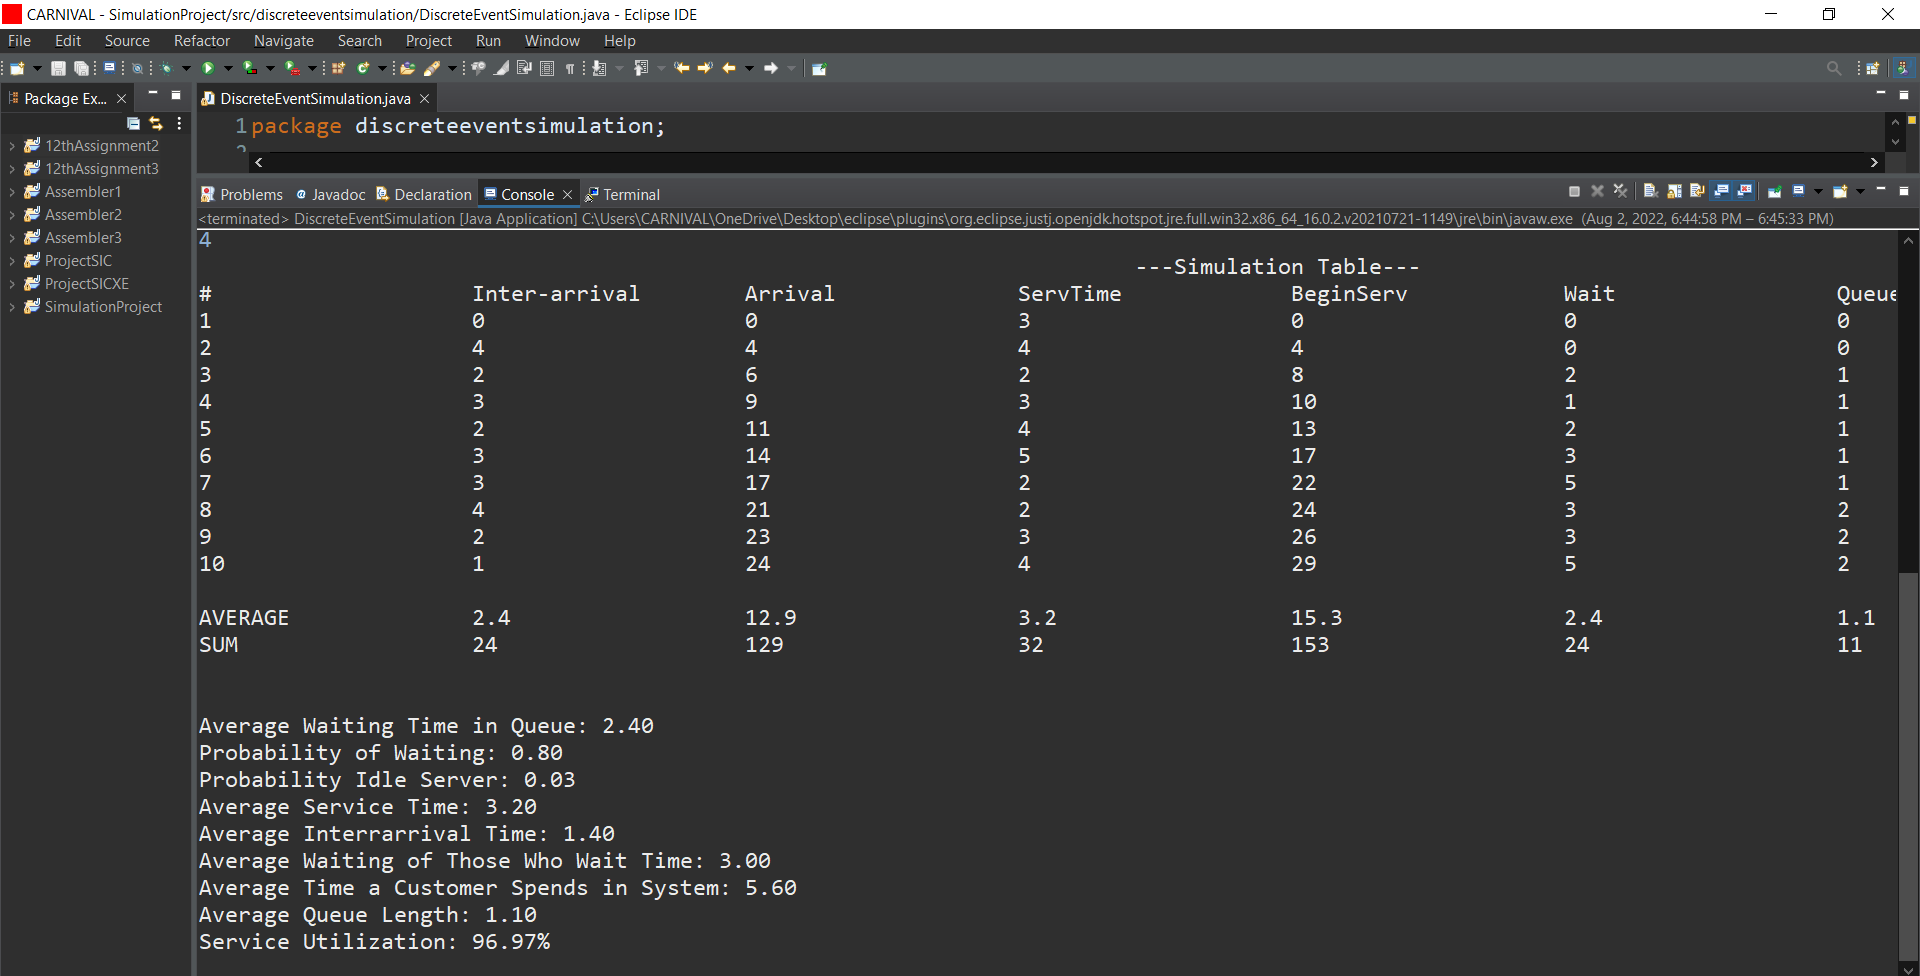 CARNIVAL - SimulationProject/src/discreteeventsimulation/DiscreteEventSimulation.java - Eclipse IDE
File Edit Source Refactor Navigate Search Project Run Window Help
Package Ex...
DiscreteEventSimulation.java
12thAssignment2
12thAssignment3
Assembler1
Assembler2
Assembler3
ProjectSIC
ProjectSICXE
SimulationProject
1 package discreteeventsimulation;
Problems Javadoc Declaration Console Terminal
<terminated> DiscreteEventSimulation [Java Application] C:\Users\CARNIVAL\OneDrive\Desktop\eclipse\plugins\org.eclipse.justj.openjdk.hotspot.jre.full.win32.x86_64_16.0.2.v20210721-1149\jre\bin\javaw.exe (Aug 2, 2022, 6:44:58 PM – 6:45:33 PM)
4
---Simulation Table---
# Inter-arrival Arrival ServTime BeginServ Wait Queue
1 0 0 3 0 0 0
2 4 4 4 4 0 0
3 2 6 2 8 2 1
4 3 9 3 10 1 1
5 2 11 4 13 2 1
6 3 14 5 17 3 1
7 3 17 2 22 5 1
8 4 21 2 24 3 2
9 2 23 3 26 3 2
10 1 24 4 29 5 2
AVERAGE 2.4 12.9 3.2 15.3 2.4 1.1
SUM 24 129 32 153 24 11
Average Waiting Time in Queue: 2.40
Probability of Waiting: 0.80
Probability Idle Server: 0.03
Average Service Time: 3.20
Average Interrarrival Time: 1.40
Average Waiting of Those Who Wait Time: 3.00
Average Time a Customer Spends in System: 5.60
Average Queue Length: 1.10
Service Utilization: 96.97%